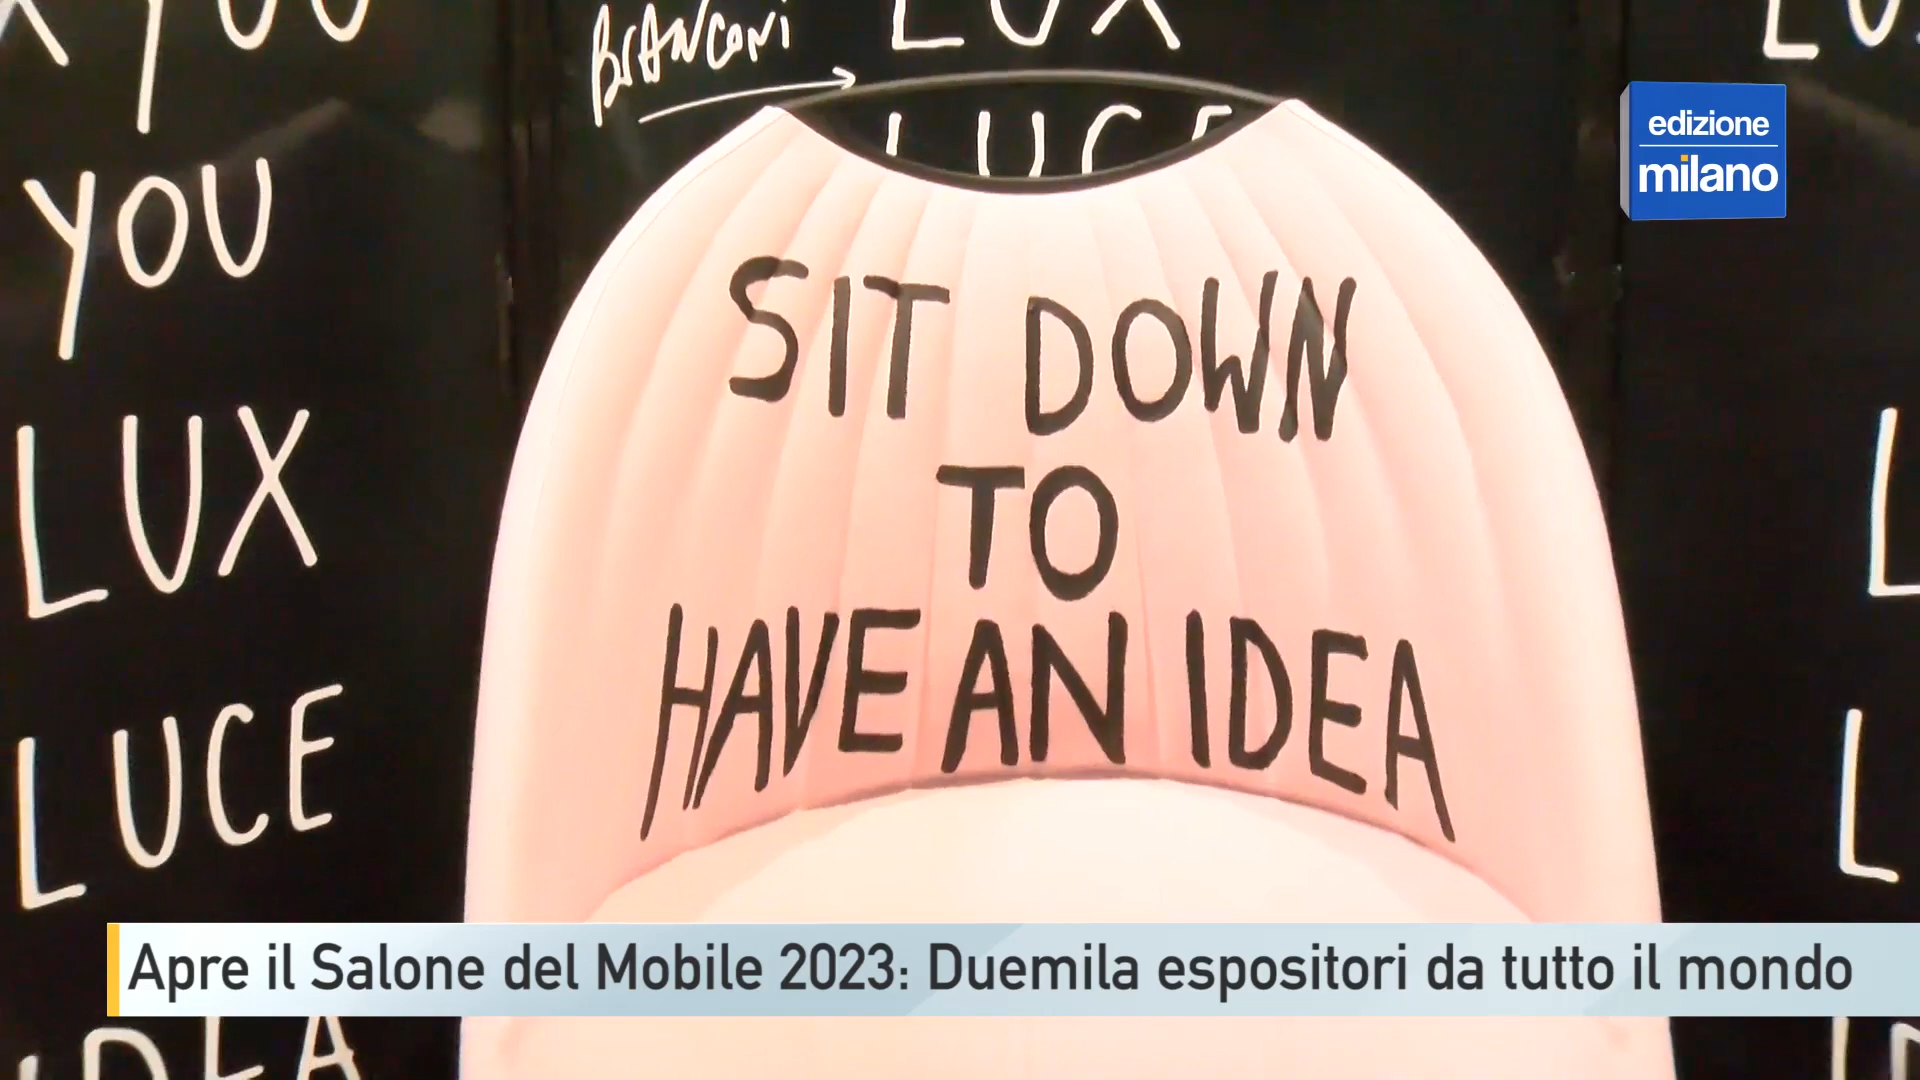 YOU
LUX
LUCE
IDEA
BRANCONI
LUX
LUCE
SIT DOWN
TO
HAVE AN IDEA
edizione
milano
Apre il Salone del Mobile 2023: Duemila espositori da tutto il mondo